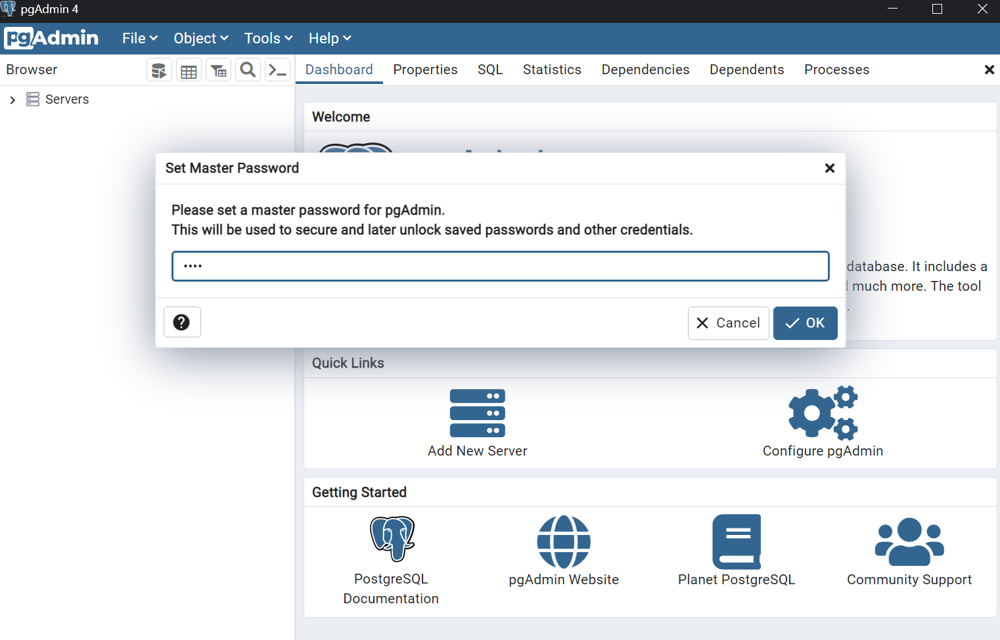 pgAdmin 4
pgAdmin File Object Tools Help
Browser
Dashboard Properties SQL Statistics Dependencies Dependents Processes
Servers
Welcome
Set Master Password
Please set a master password for pgAdmin.
This will be used to secure and later unlock saved passwords and other credentials.
••••
database. It includes a
much more. The tool
Cancel
OK
Quick Links
Add New Server
Configure pgAdmin
Getting Started
PostgreSQL
Documentation
pgAdmin Website
Planet PostgreSQL
Community Support